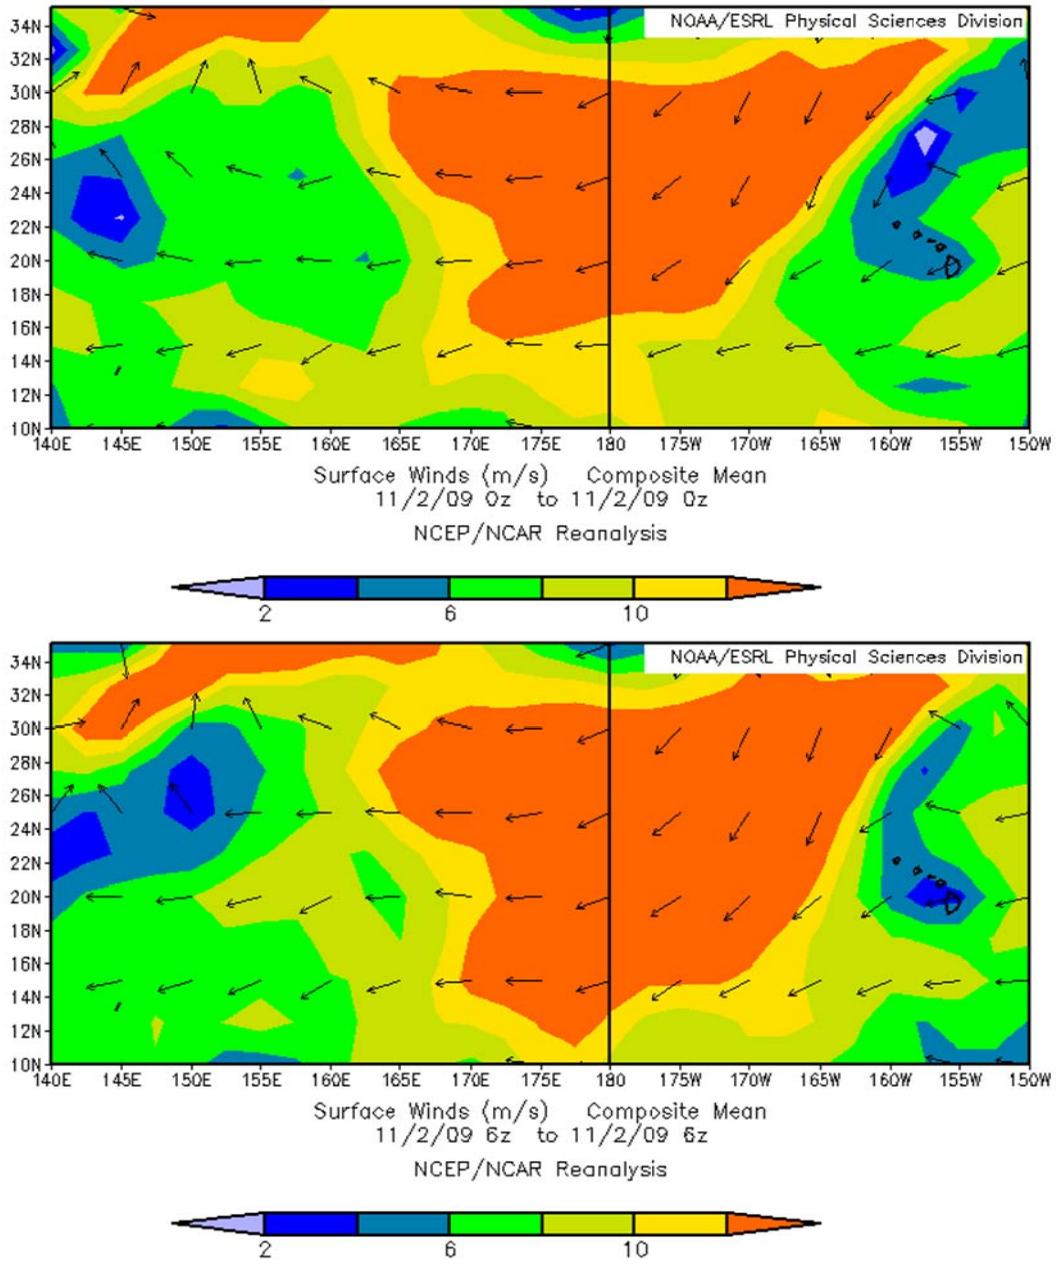 34N
NOAA/ESRL Physical Sciences Division
32N
30N
28N
26N
24N
22N
20N
18N
16N
14N
12N
10N
140E 145E 150E 155E 160E 165E 170E 175E 180 175W 170W 165W 160W 155W 150W
Surface Winds (m/s) Composite Mean
11/2/09 0z to 11/2/09 0z
NCEP/NCAR Reanalysis
2 6 10
34N
NOAA/ESRL Physical Sciences Division
32N
30N
28N
26N
24N
22N
20N
18N
16N
14N
12N
10N
140E 145E 150E 155E 160E 165E 170E 175E 180 175W 170W 165W 160W 155W 150W
Surface Winds (m/s) Composite Mean
11/2/09 6z to 11/2/09 6z
NCEP/NCAR Reanalysis
2 6 10